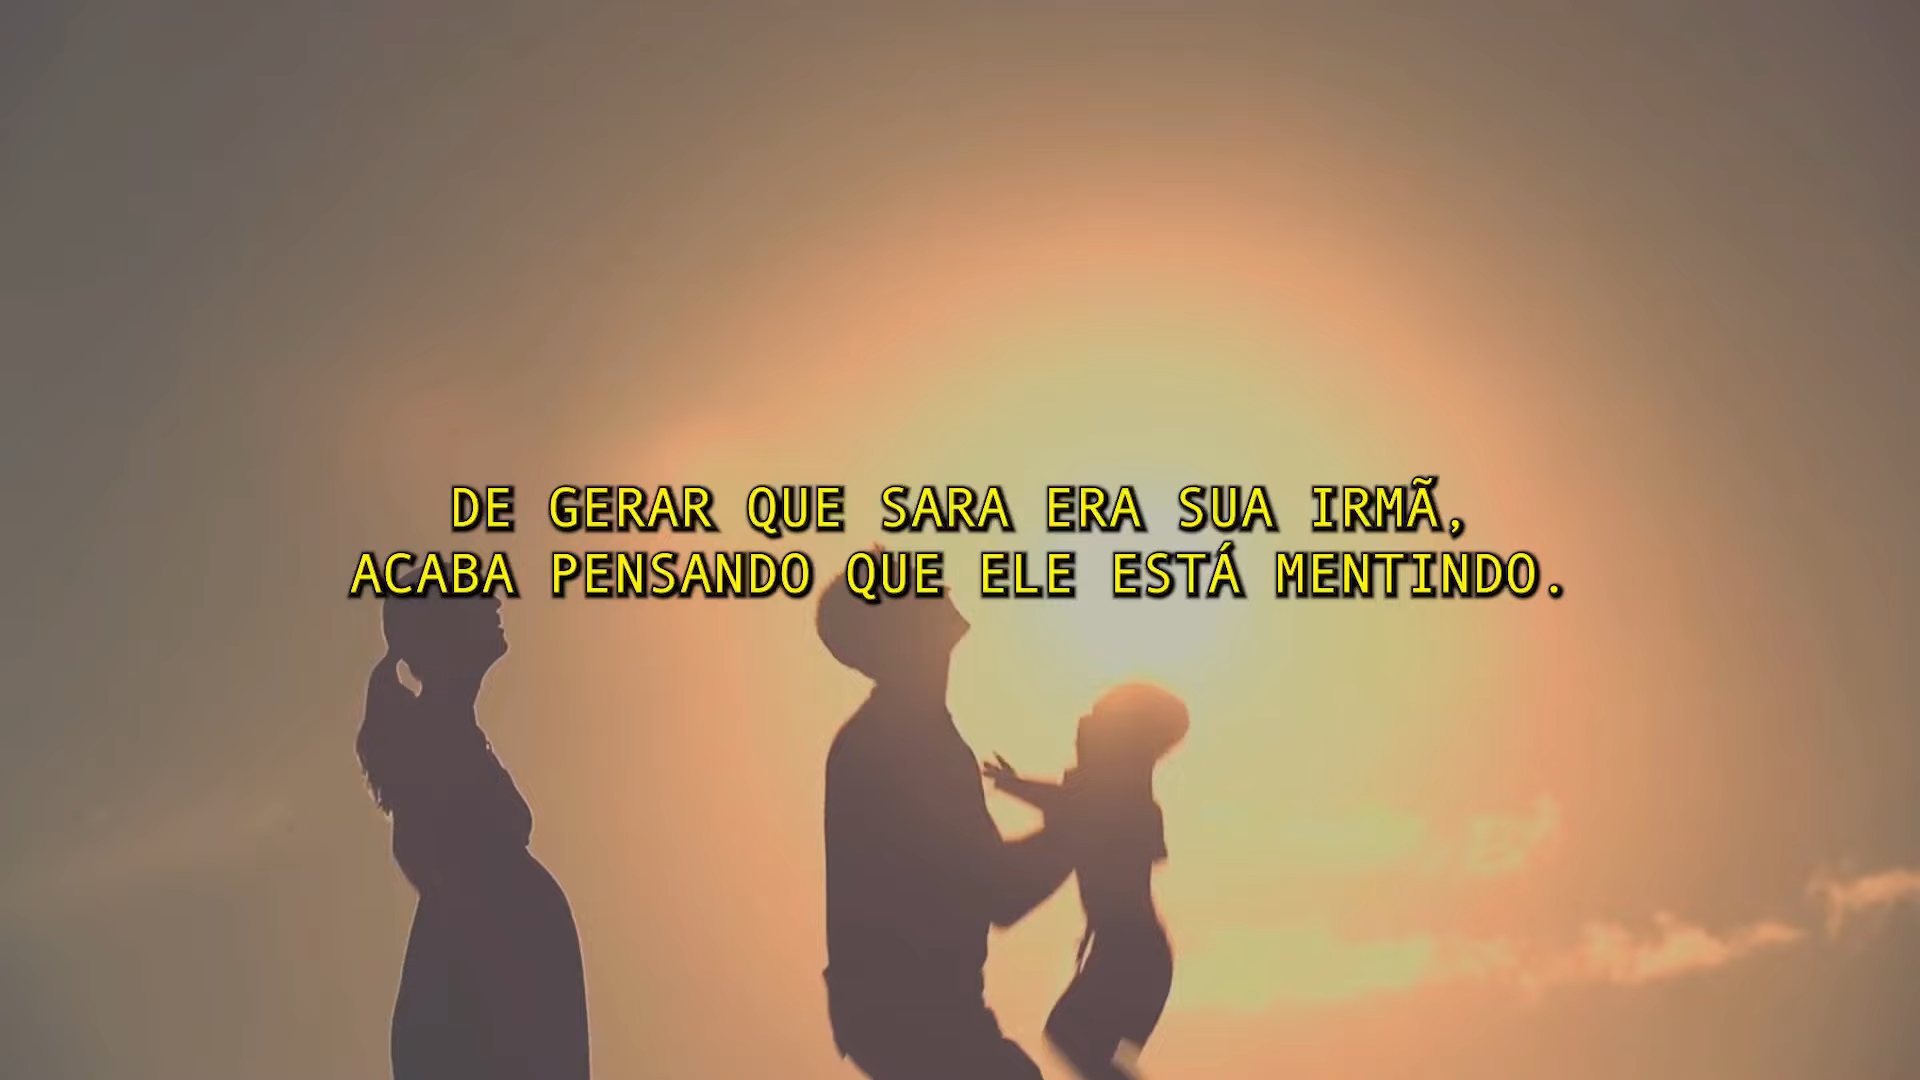 DE GERAR QUE SARA ERA SUA IRMÃ,
ACABA PENSANDO QUE ELE ESTÁ MENTINDO.